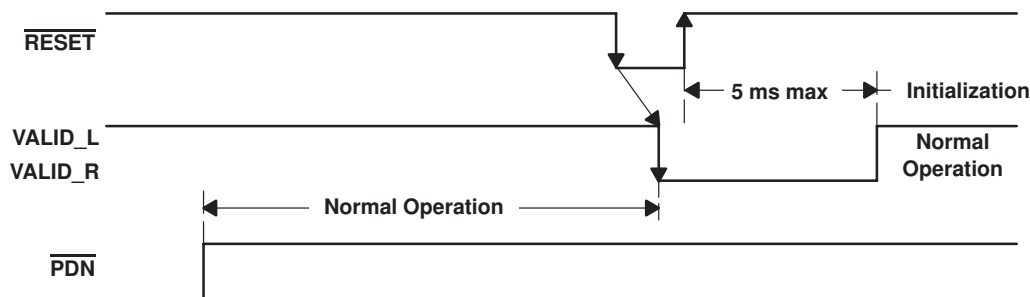 RESET
5 ms max
Initialization
VALID_L
VALID_R
Normal
Operation
Normal Operation
PDN